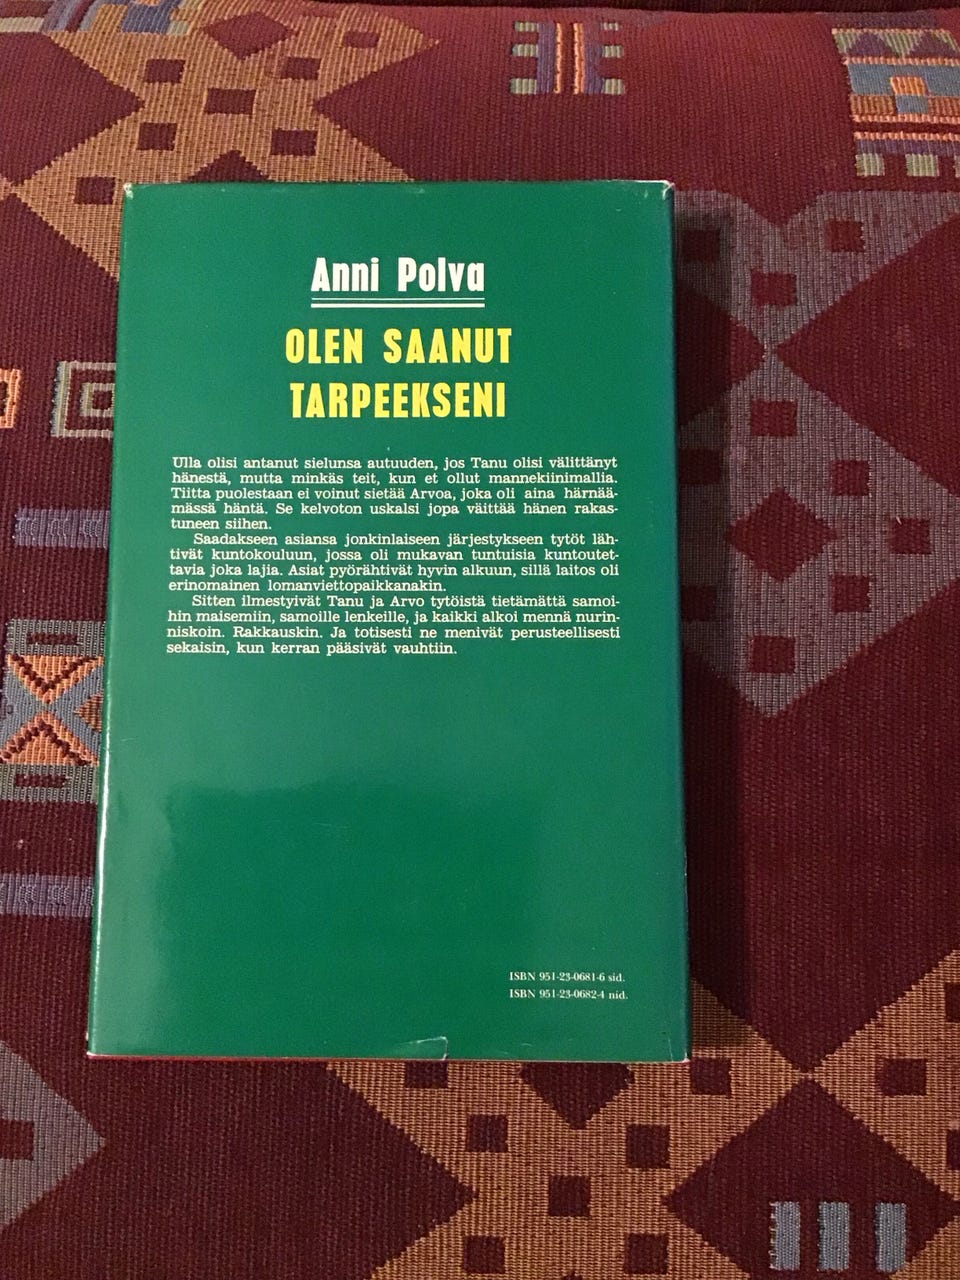 Anni Polva
OLEN SAANUT
TARPEEKSENI
Ulla olisi antanut sielunsa autuuden, jos Tanu olisi välittänyt
hänestä, mutta minkäs teit, kun et ollut mannekiinimallia.
Tiitta puolestaan ei voinut sietää Arvoa, joka oli aina härnää-
mässä häntä. Se kelvoton uskalsi jopa väittää hänen rakas-
tuneen siihen.
Saadakseen asiansa jonkinlaiseen järjestykseen tytöt läh-
tivät kuntokouluun, jossa oli mukavan tuntuisia kuntoutet-
tavia joka lajia. Asiat pyörähtivät hyvin alkuun, sillä laitos oli
erinomainen lomanviettopaikkanakin.
Sitten ilmestyivät Tanu ja Arvo tytöistä tietämättä samoi-
hin maisemiin, samoille lenkeille, ja kaikki alkoi mennä nurin-
niskoin. Rakkauskin. Ja totisesti ne menivät perusteellisesti
sekaisin, kun kerran pääsivät vauhtiin.
ISBN 951-23-0681-6 sid.
ISBN 951-23-0682-4 nid.